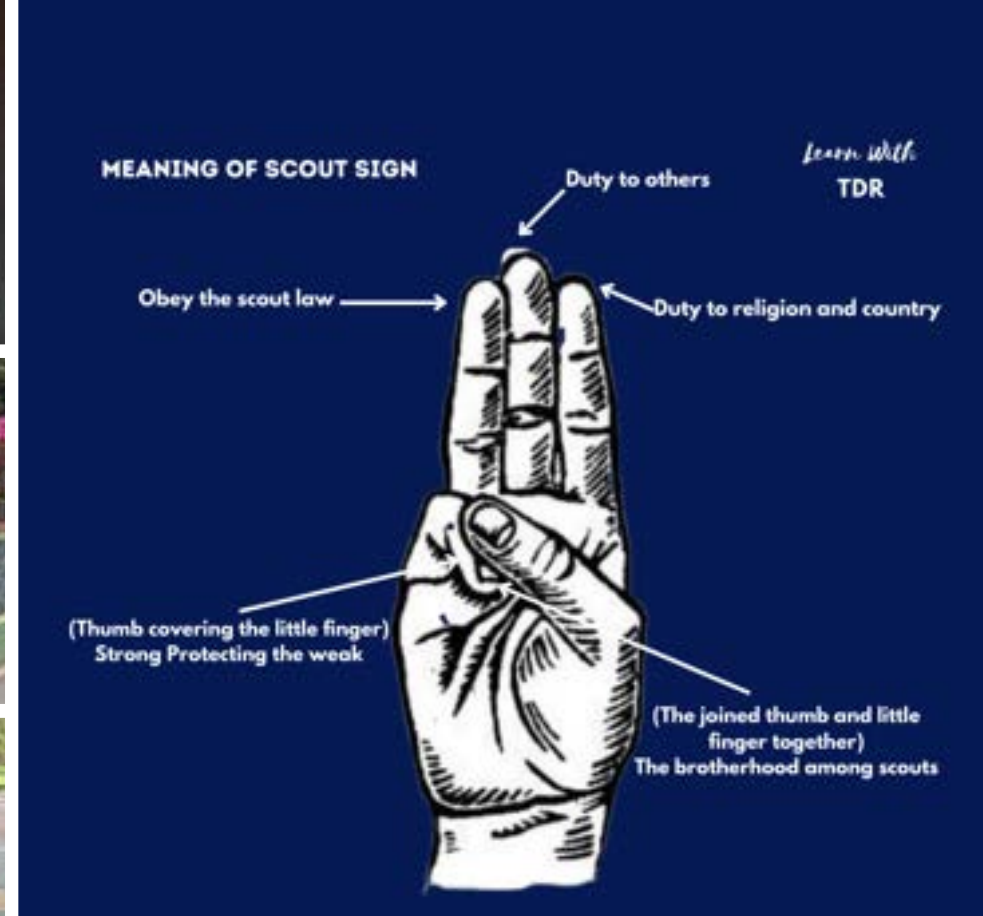 MEANING OF SCOUT SIGN
Learn With
TDR
Duty to others
Obey the scout law
Duty to religion and country
(Thumb covering the little finger)
Strong Protecting the weak
(The joined thumb and little
finger together)
The brotherhood among scouts